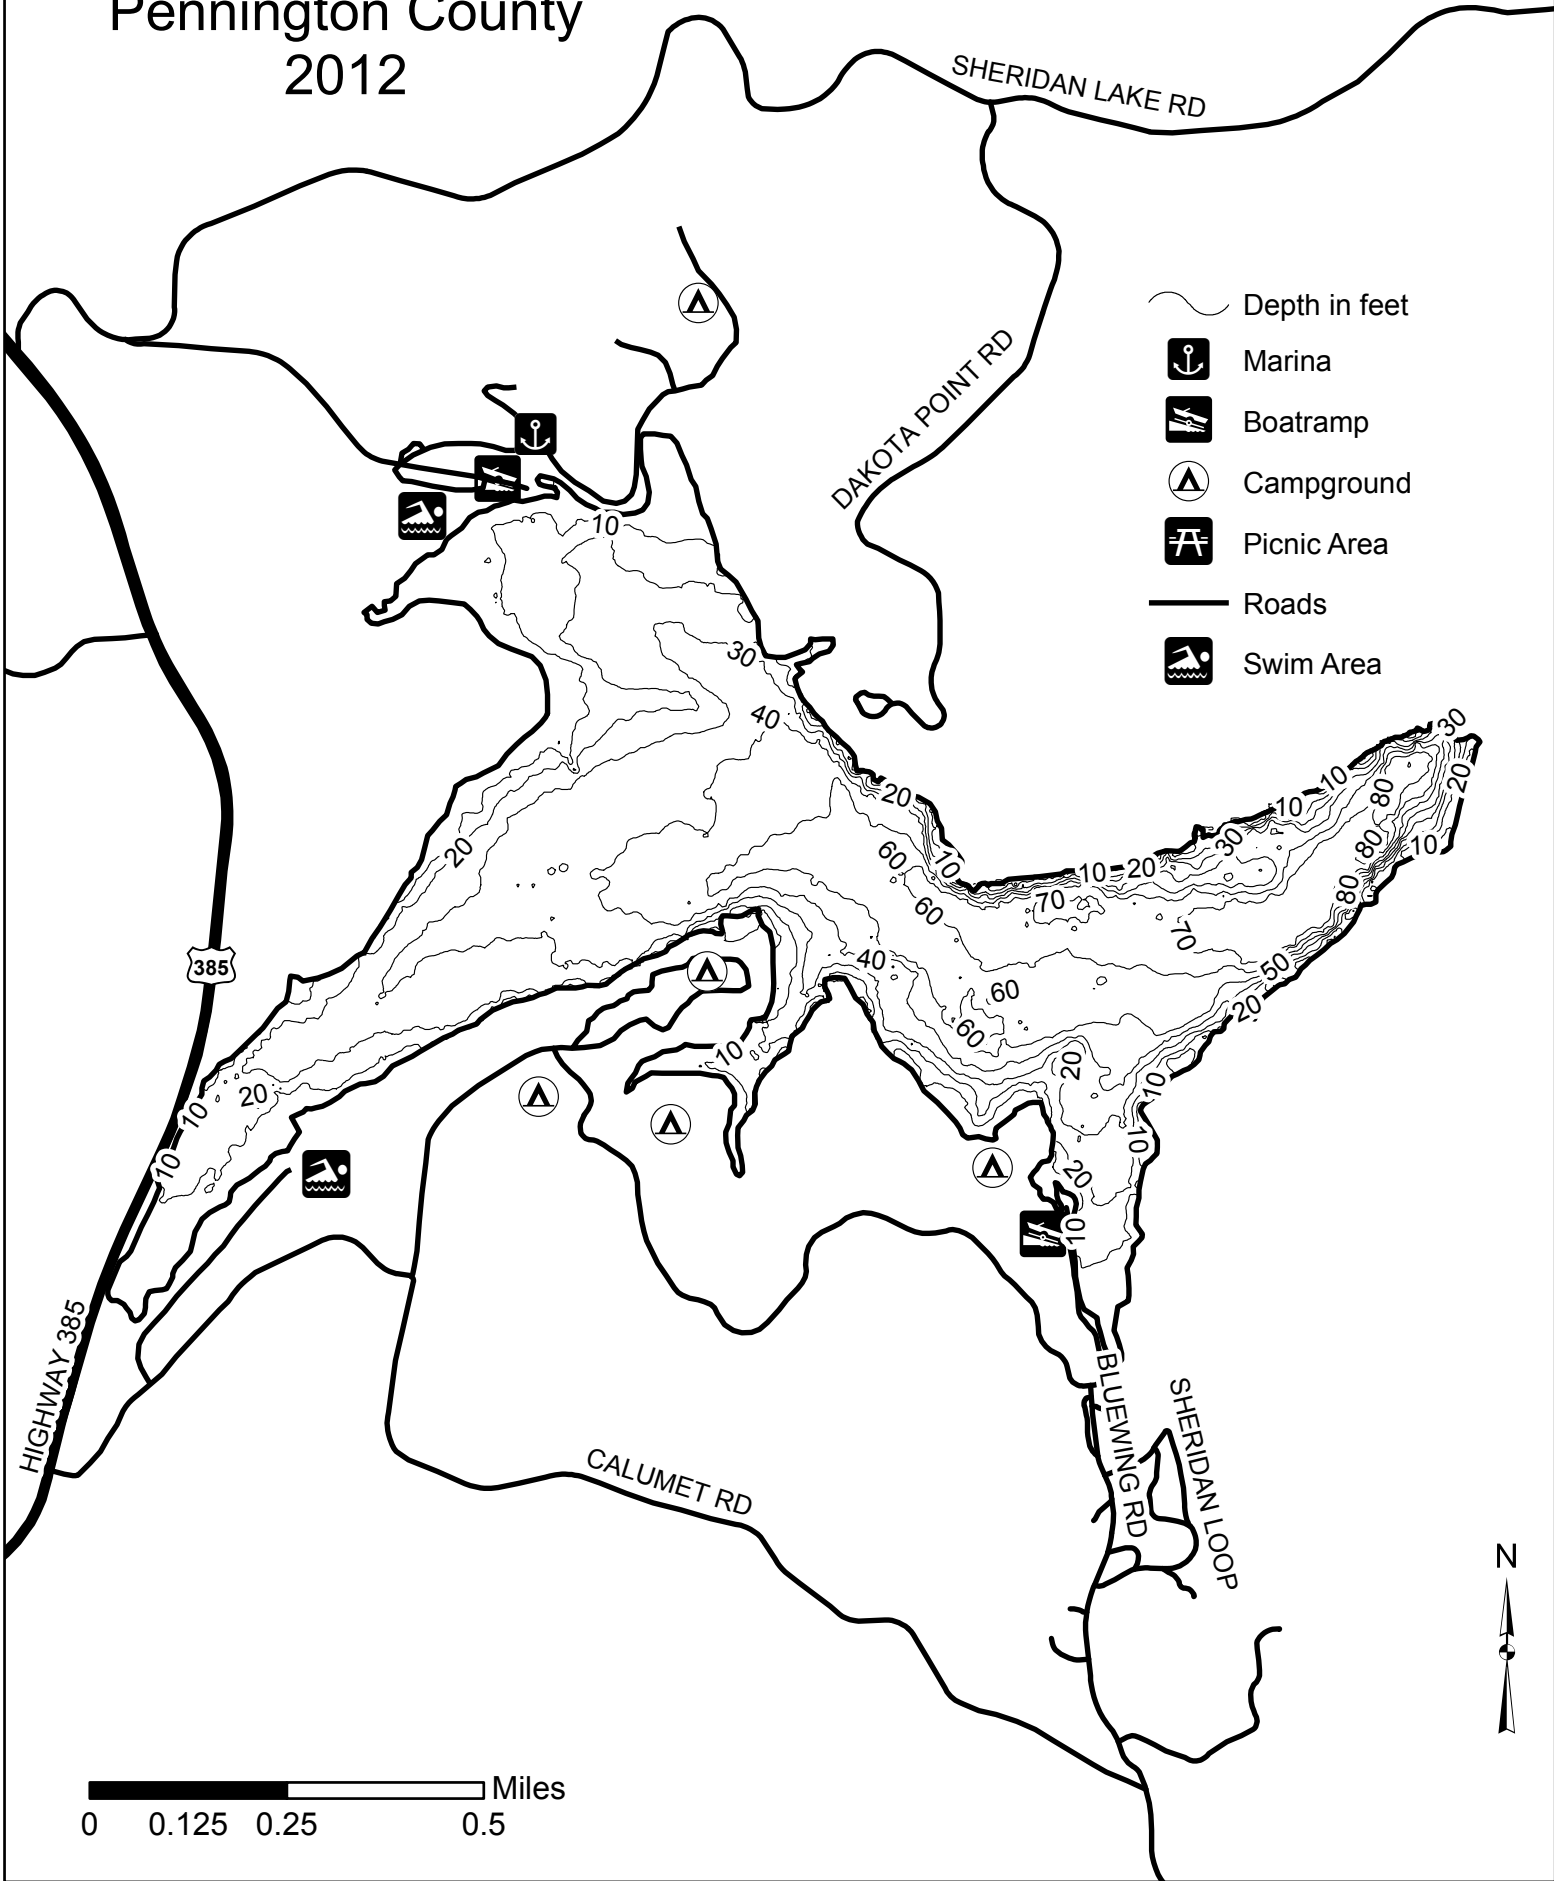 Pennington County
2012
SHERIDAN LAKE RD
DAKOTA POINT RD
Depth in feet
Marina
Boatramp
Campground
Picnic Area
Roads
Swim Area
10
30
40
20
10
60
60
10
20
70
30
10
10
80
30
20
80
10
80
70
50
20
60
60
40
20
10
10
20
10
20
10
20
10
10
385
HIGHWAY 385
CALUMET RD
BLUEWING RD
SHERIDAN LOOP
N
Miles
0 0.125 0.25 0.5